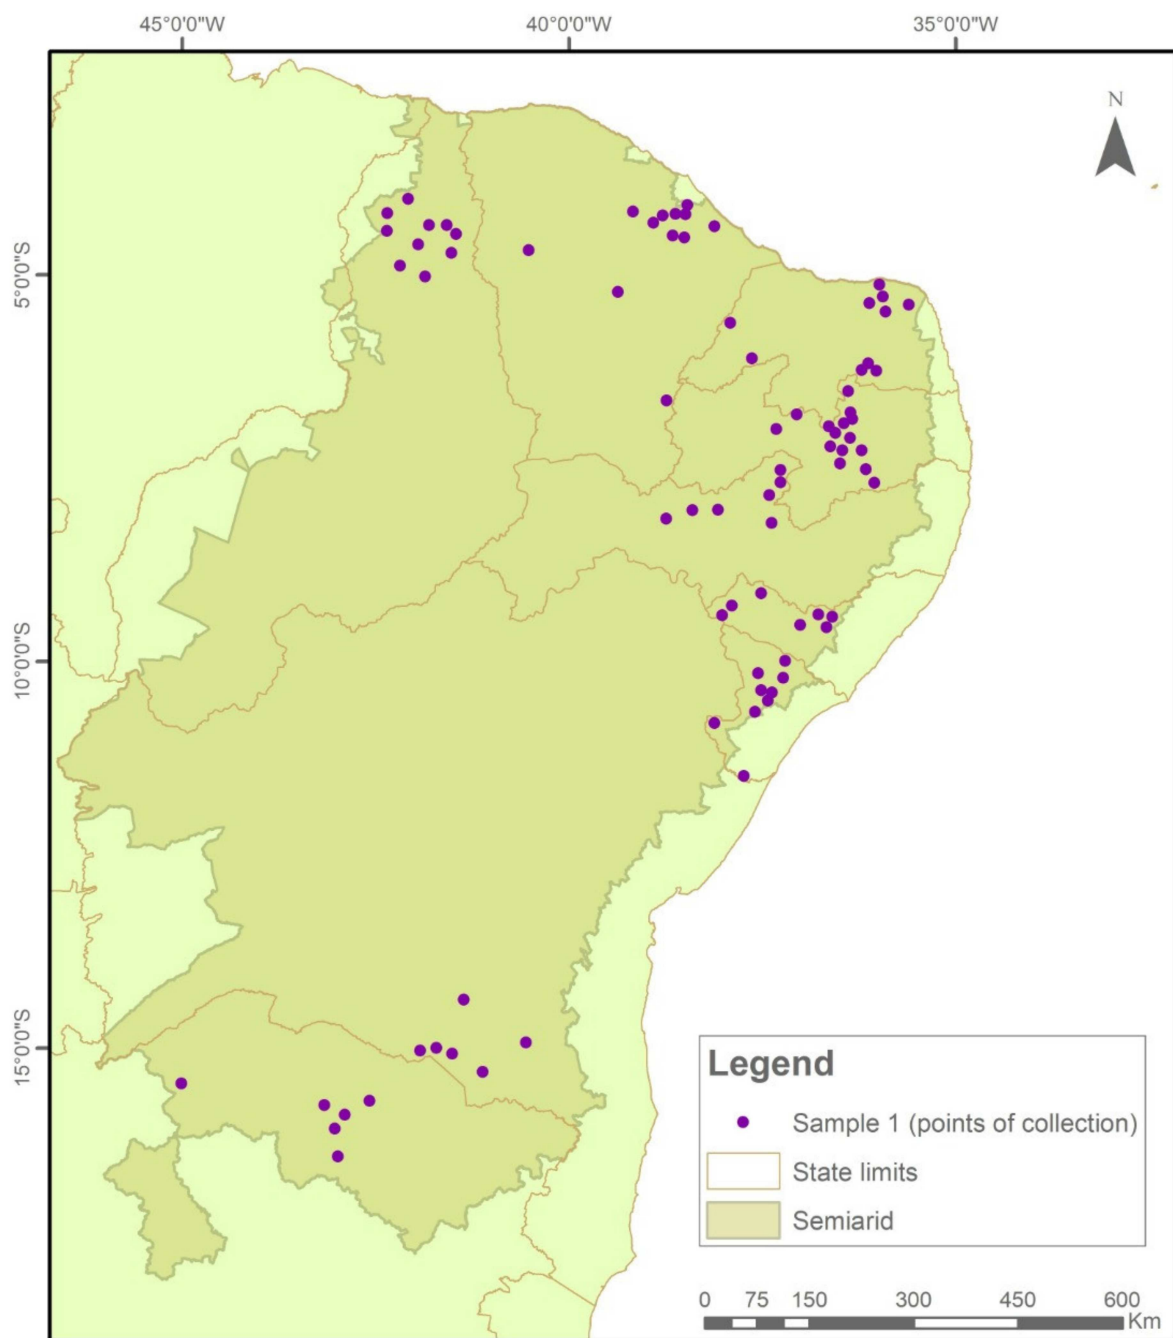 45°0'0"W 40°0'0"W 35°0'0"W
N
5°0'0"S
10°0'0"S
15°0'0"S
Legend
Sample 1 (points of collection)
State limits
Semiarid
0 75 150 300 450 600
Km